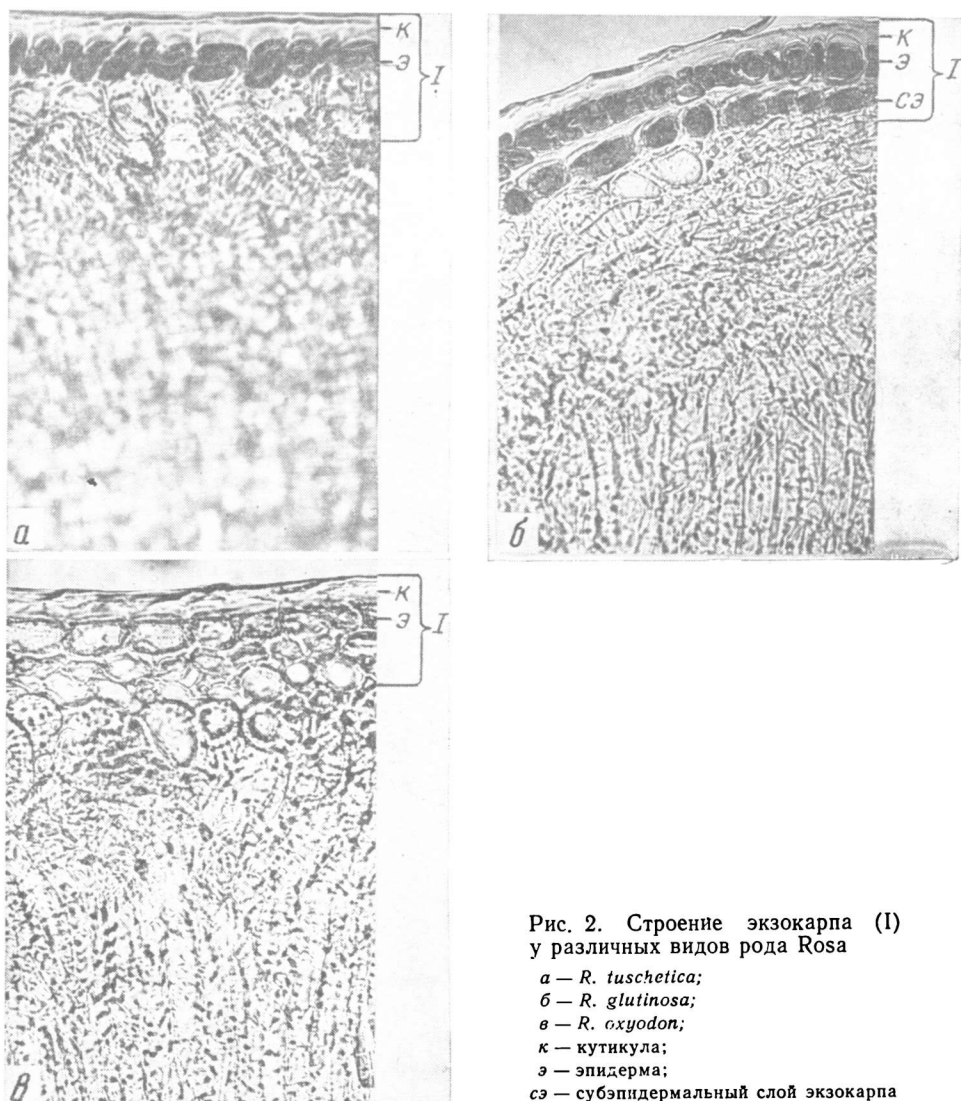 К
Э
I
К
Э
I
СЭ
а
б
К
Э
I
в
Рис. 2. Строение экзокарпа (I)
у различных видов рода Rosa
а — R. tuschetica;
б — R. glutinosa;
в — R. oxyodon;
к — кутикула;
э — эпидерма;
сэ — субэпидермальный слой экзокарпа